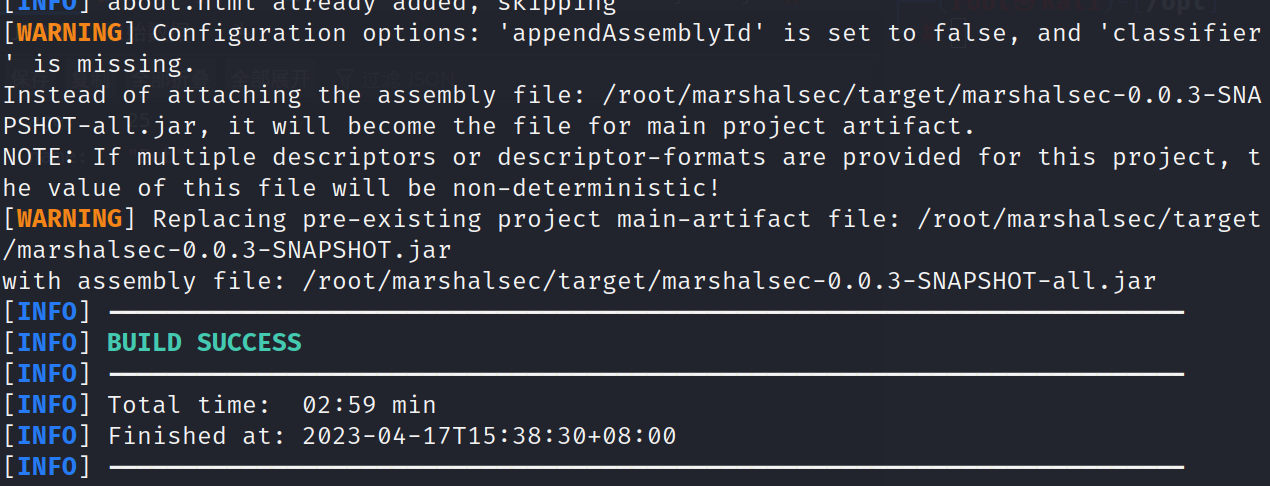 [INFO] about.html already added, skipping
[WARNING] Configuration options: 'appendAssemblyId' is set to false, and 'classifier
' is missing.
Instead of attaching the assembly file: /root/marshalsec/target/marshalsec-0.0.3-SNA
PSHOT-all.jar, it will become the file for main project artifact.
NOTE: If multiple descriptors or descriptor-formats are provided for this project, t
he value of this file will be non-deterministic!
[WARNING] Replacing pre-existing project main-artifact file: /root/marshalsec/target
/marshalsec-0.0.3-SNAPSHOT.jar
with assembly file: /root/marshalsec/target/marshalsec-0.0.3-SNAPSHOT-all.jar
[INFO] ------------------------------------------------------------------------
[INFO] BUILD SUCCESS
[INFO] ------------------------------------------------------------------------
[INFO] Total time:  02:59 min
[INFO] Finished at: 2023-04-17T15:38:30+08:00
[INFO] ------------------------------------------------------------------------